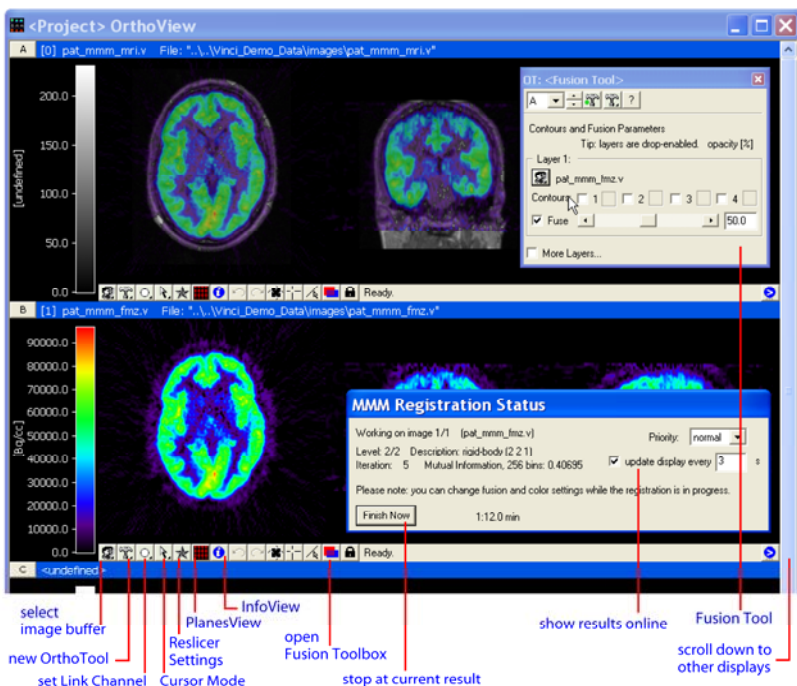 <Project> OrthoView
A [0] pat_mmm_mri.v File: "..\..\Vinci_Demo_Data\images\pat_mmm_mri.v"
200.0
150.0
100.0
50.0
0.0
[undefined]
OT: <Fusion Tool>
A ?
Contours and Fusion Parameters
Tip: layers are drop-enabled. opacity [%]
Layer 1:
pat_mmm_fmz.v
Contours 1 2 3 4
Fuse 50.0
More Layers...
Ready.
B [1] pat_mmm_fmz.v File: "..\..\Vinci_Demo_Data\images\pat_mmm_fmz.v"
90000.0
80000.0
70000.0
60000.0
50000.0
40000.0
30000.0
20000.0
10000.0
0.0
[Bq/cc]
MMM Registration Status
Working on image 1/1 (pat_mmm_fmz.v)
Priority: normal
Level: 2/2 Description: rigid-body (2 2 1)
Iteration: 5 Mutual Information, 256 bins: 0.40695
update display every 3 s
Please note: you can change fusion and color settings while the registration is in progress.
Finish Now 1:12.0 min
Ready.
C <undefined>
select
image buffer
new OrthoTool
set Link Channel
Cursor Mode
Reslicer
Settings
PlanesView
InfoView
open
Fusion Toolbox
stop at current result
show results online
Fusion Tool
scroll down to
other displays